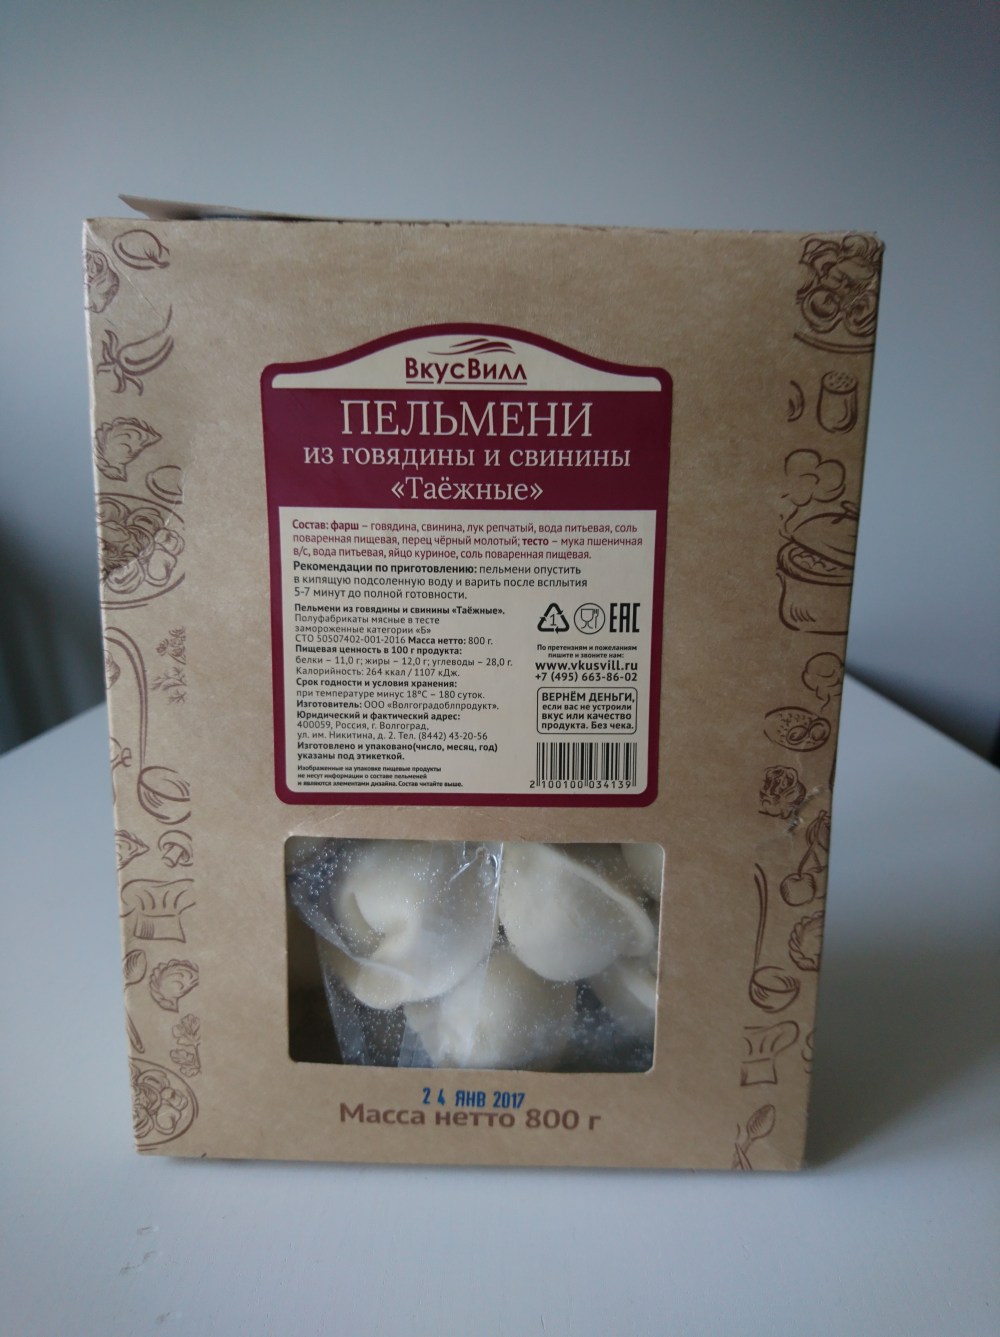 ВкусВилл
ПЕЛЬМЕНИ
из говядины и свинины
«Таёжные»
Состав: фарш – говядина, свинина, лук репчатый, вода питьевая, соль
поваренная пищевая, перец чёрный молотый; тесто – мука пшеничная
в/с, вода питьевая, яйцо куриное, соль поваренная пищевая.
Рекомендации по приготовлению: пельмени опустить
в кипящую подсоленную воду и варить после всплытия
5-7 минут до полной готовности.
Пельмени из говядины и свинины «Таёжные».
Полуфабрикаты мясные в тесте
замороженные категории «Б»
СТО 50507402-001-2016 Масса нетто: 800 г.
Пищевая ценность в 100 г продукта:
белки – 11,0 г; жиры – 12,0 г; углеводы – 28,0 г.
Калорийность: 264 ккал / 1107 кДж.
Срок годности и условия хранения:
при температуре минус 18°С – 180 суток.
Изготовитель: ООО «Волгоградоблпродукт».
Юридический и фактический адрес:
400059, Россия, г. Волгоград,
ул. им. Никитина, д. 2. Тел. (8442) 43-20-56
Изготовлено и упаковано(число, месяц, год)
указаны под этикеткой.
Изображенные на упаковке пищевые продукты
не несут информации о составе пельменей
и являются элементами дизайна. Состав читайте выше.
1
ЕАС
По претензиям и пожеланиям
пишите и звоните нам:
www.vkusvill.ru
+7 (495) 663-86-02
ВЕРНЁМ ДЕНЬГИ,
если вас не устроили
вкус или качество
продукта. Без чека.
2 100100 034139
24 ЯНВ 2017
Масса нетто 800 г